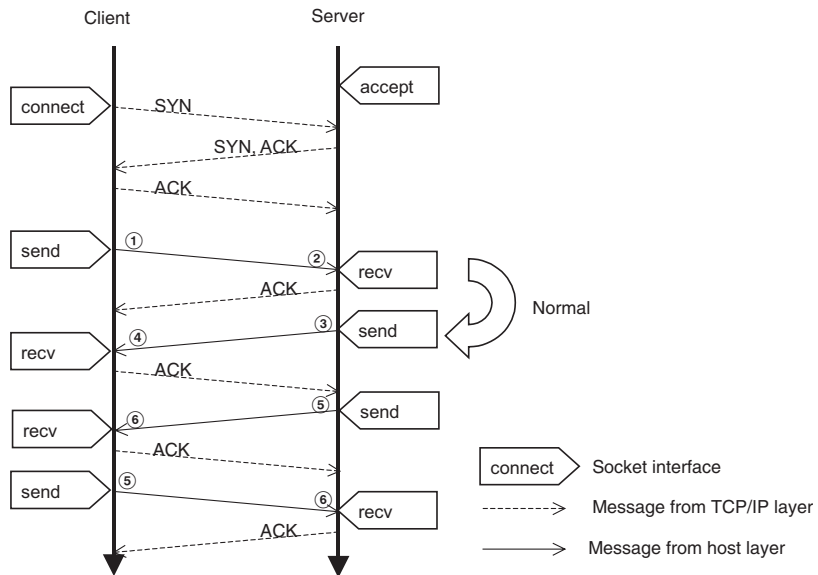 Client
Server
accept
connect
SYN
SYN, ACK
ACK
send
①
②
recv
ACK
Normal
③
send
④
recv
ACK
⑤
send
⑥
recv
ACK
connect
Socket interface
send
⑤
⑥
recv
Message from TCP/IP layer
ACK
Message from host layer